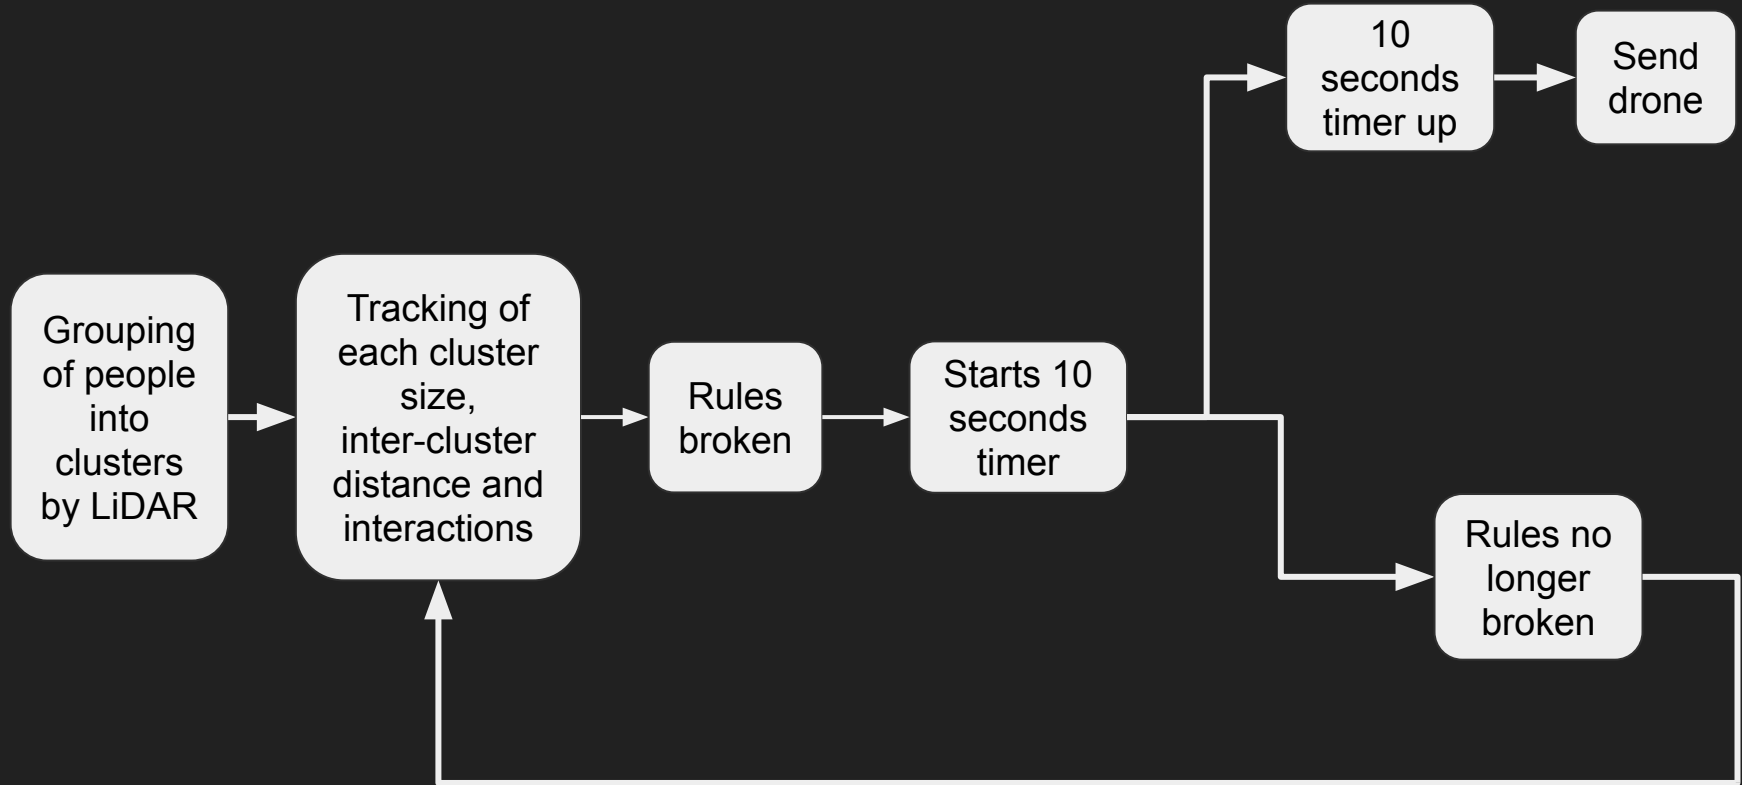 Grouping
of people
into
clusters
by LiDAR
Tracking of
each cluster
size,
inter-cluster
distance and
interactions
Rules
broken
Starts 10
seconds
timer
10
seconds
timer up
Send
drone
Rules no
longer
broken